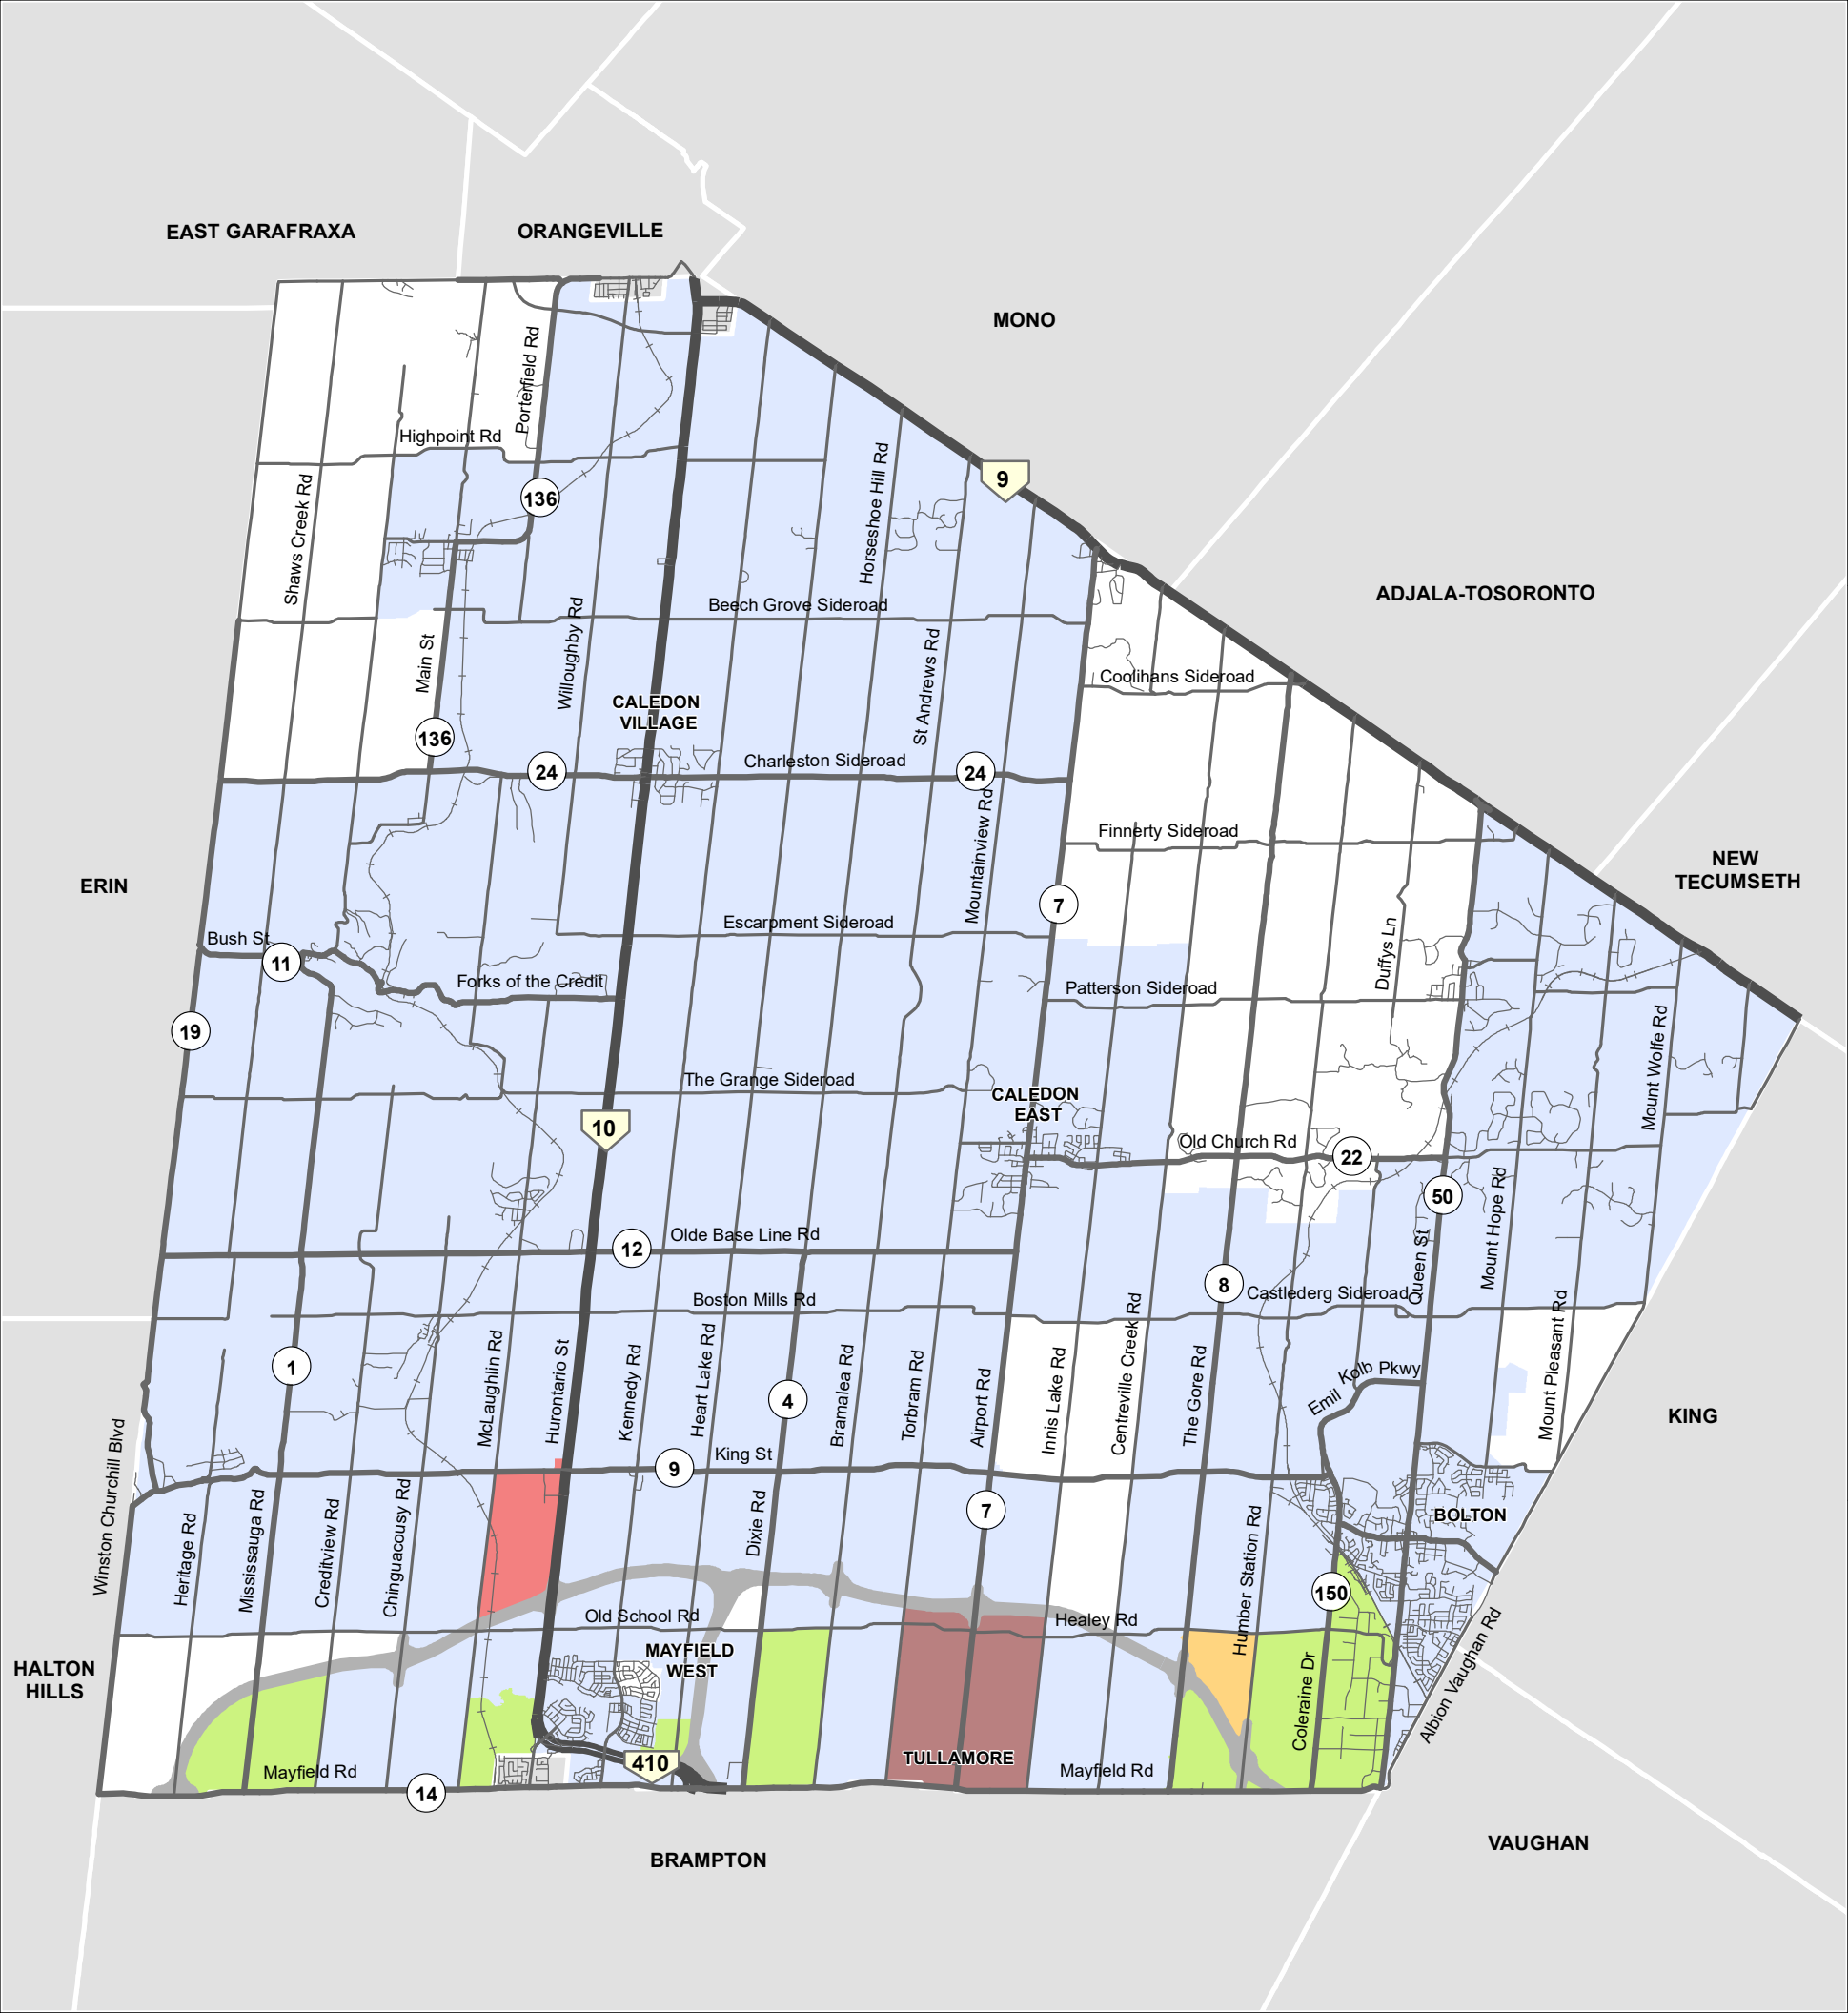 EAST GARAFRAXA
ORANGEVILLE
MONO
Porterfield Rd
Highpoint Rd
Horseshoe Hill Rd
9
136
Shaws Creek Rd
ADJALA-TOSORONTO
Beech Grove Sideroad
Willoughby Rd
Main St
St Andrews Rd
Coolihans Sideroad
CALEDON
VILLAGE
136
24
Charleston Sideroad
24
Mountainview Rd
Finnerty Sideroad
NEW
TECUMSETH
ERIN
7
Escarpment Sideroad
Bush St
11
Duffys Ln
Forks of the Credit
Patterson Sideroad
19
Mount Wolfe Rd
The Grange Sideroad
CALEDON
EAST
10
Old Church Rd
22
50
Mount Hope Rd
Olde Base Line Rd
12
Queen St
8
Castlederg Sideroad
Boston Mills Rd
1
McLaughlin Rd
Hurontario St
Kennedy Rd
Heart Lake Rd
4
Bramalea Rd
Torbram Rd
Airport Rd
Innis Lake Rd
Centreville Creek Rd
The Gore Rd
Emil Kolb Pkwy
Mount Pleasant Rd
KING
Winston Churchill Blvd
King St
9
7
BOLTON
Heritage Rd
Mississauga Rd
Creditview Rd
Chinguacousy Rd
Dixie Rd
Humber Station Rd
150
Old School Rd
Healey Rd
HALTON
HILLS
MAYFIELD
WEST
Coleraine Dr
Albion Vaughan Rd
TULLAMORE
410
Mayfield Rd
Mayfield Rd
14
BRAMPTON
VAUGHAN